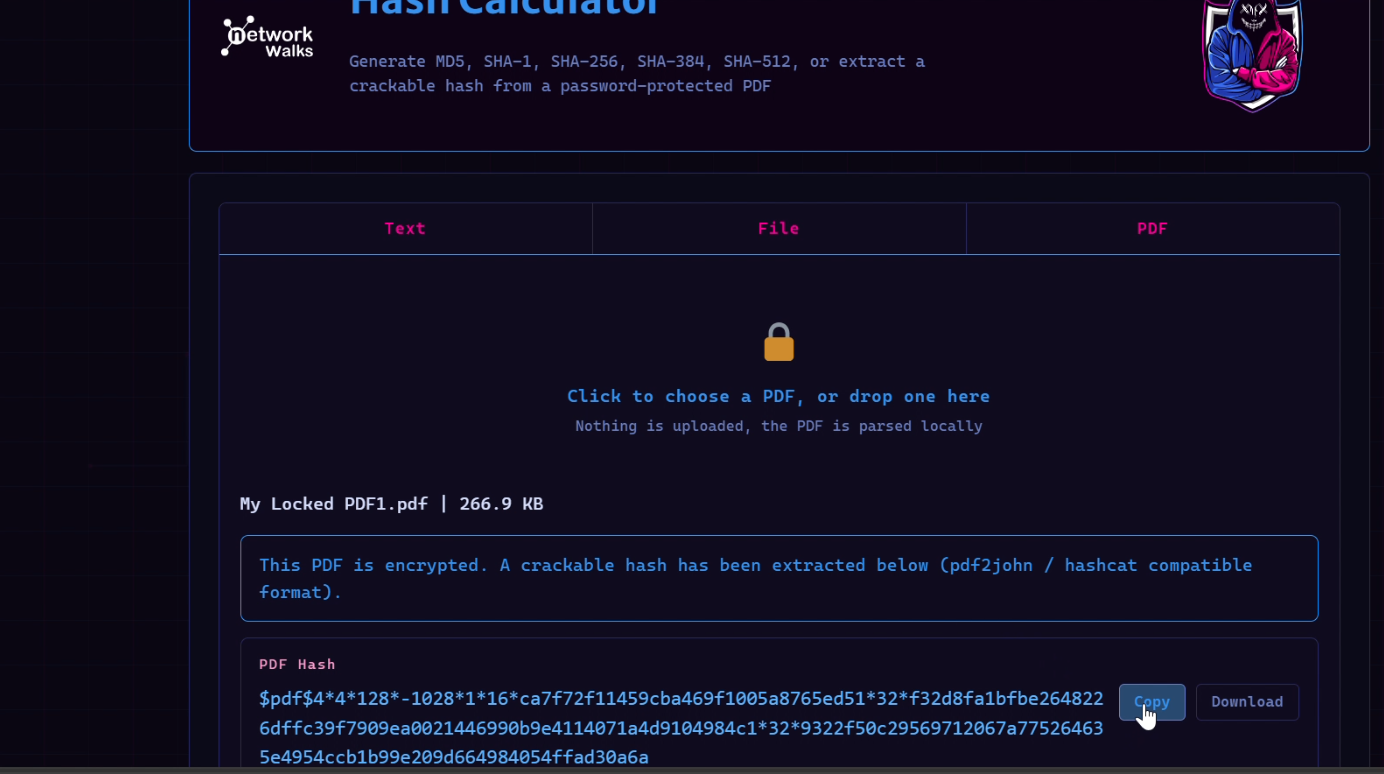 Hash Calculator
network
Walks
Generate MD5, SHA-1, SHA-256, SHA-384, SHA-512, or extract a
crackable hash from a password-protected PDF
Text
File
PDF
Click to choose a PDF, or drop one here
Nothing is uploaded, the PDF is parsed locally
My Locked PDF1.pdf | 266.9 KB
This PDF is encrypted. A crackable hash has been extracted below (pdf2john / hashcat compatible
format).
PDF Hash
$pdf$4*4*128*-1028*1*16*ca7f72f11459cba469f1005a8765ed51*32*f32d8fa1bfbe264822
6dffc39f7909ea0021446990b9e4114071a4d9104984c1*32*9322f50c29569712067a77526463
5e4954ccb1b99e209d664984054ffad30a6a
Copy
Download